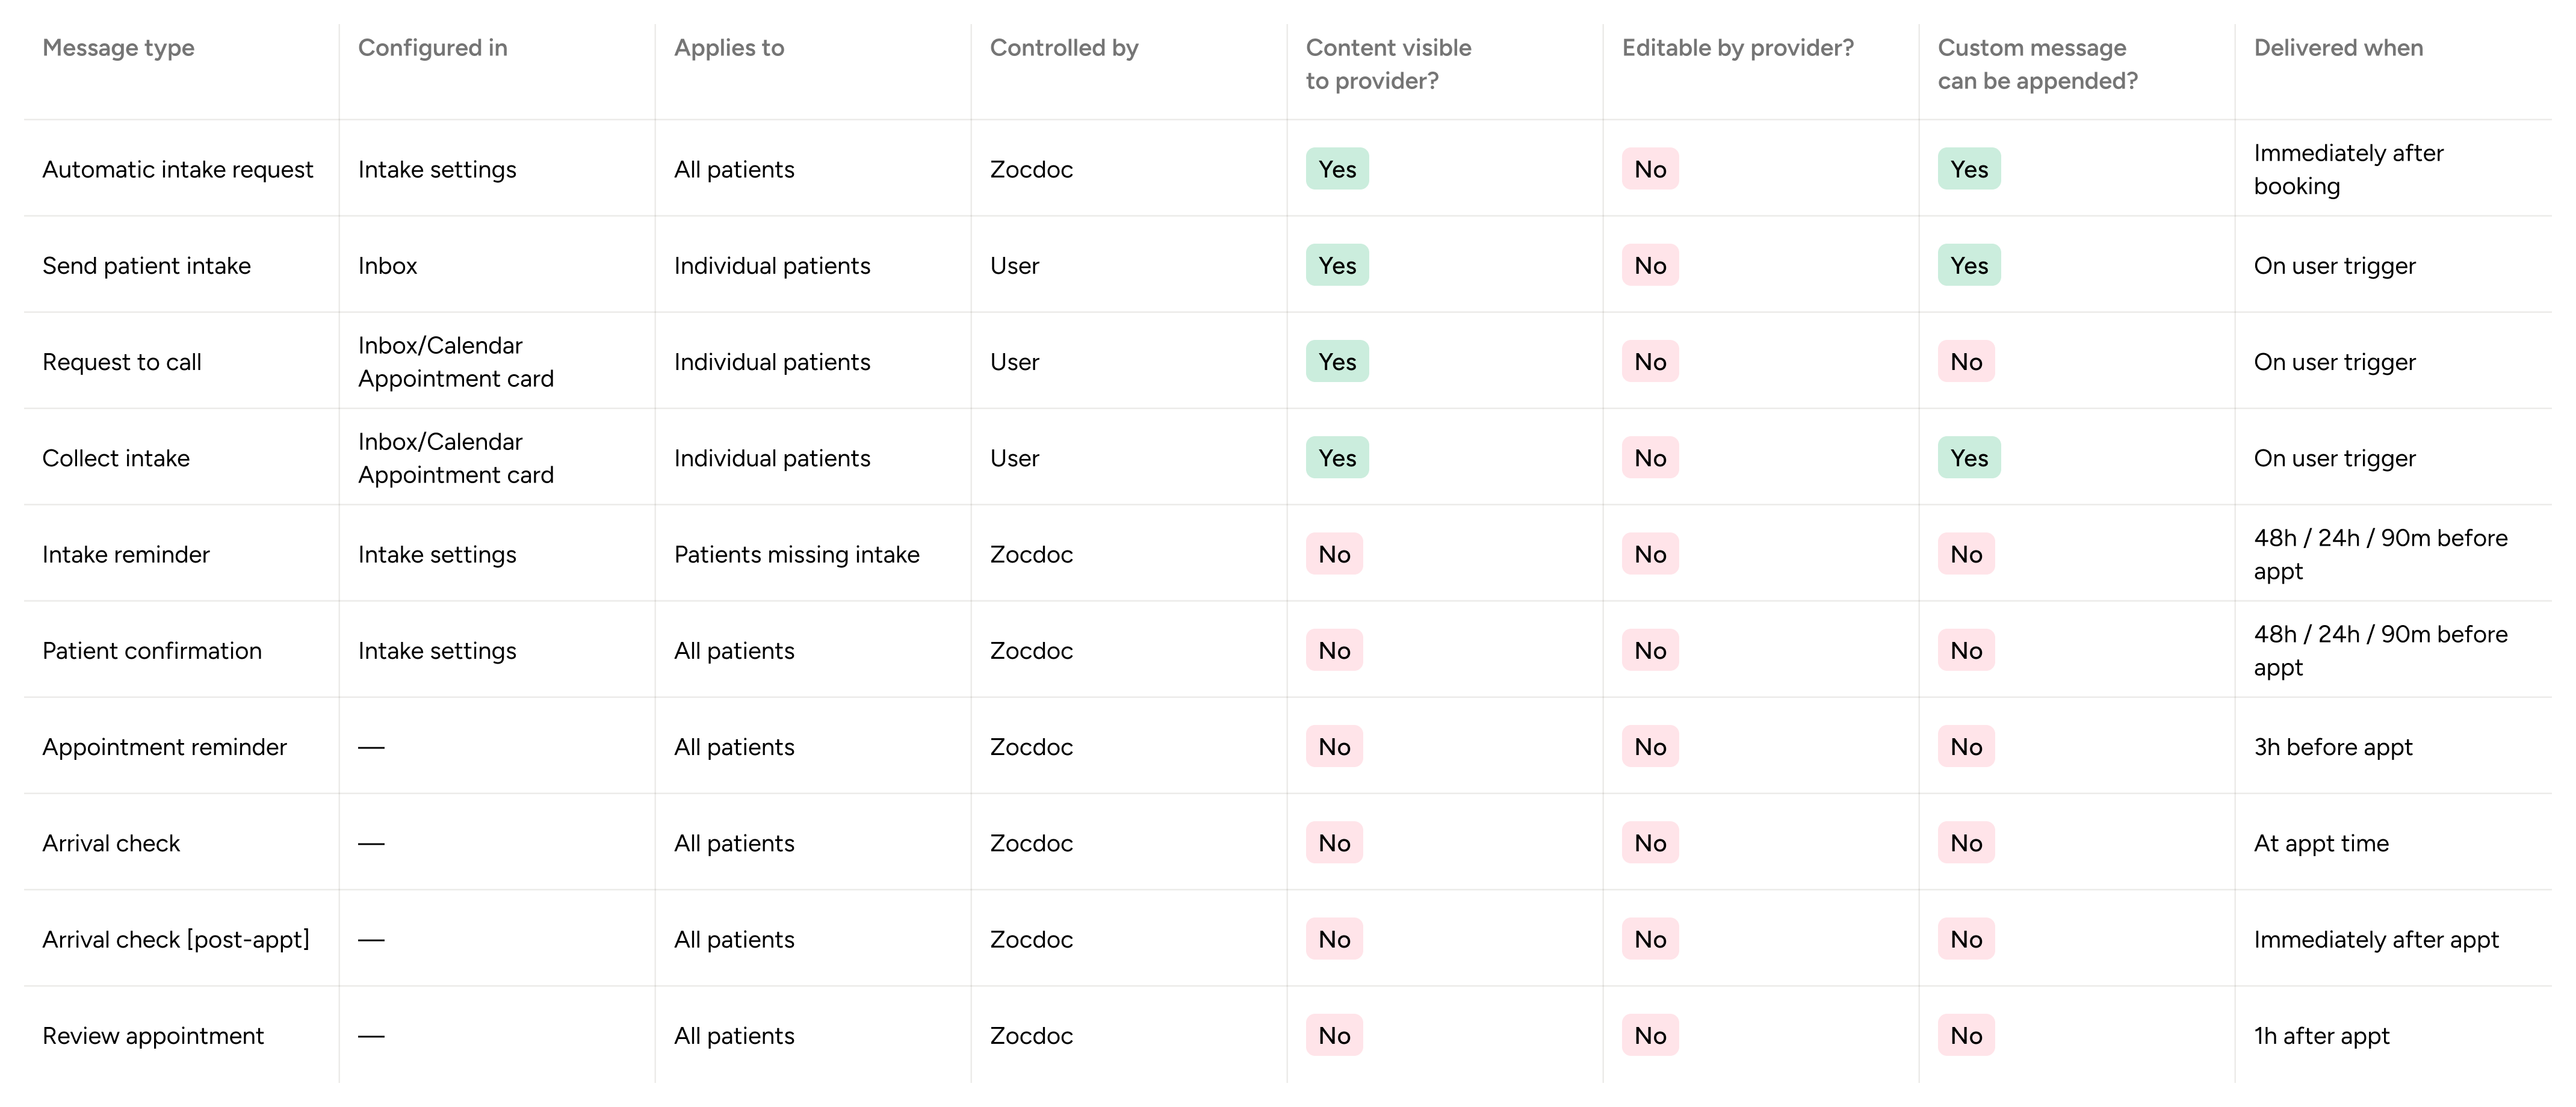 Message type
Configured in
Applies to
Controlled by
Content visible
to provider?
Editable by provider?
Custom message
can be appended?
Delivered when
Automatic intake request
Intake settings
All patients
Zocdoc
Yes
No
Yes
Immediately after
booking
Send patient intake
Inbox
Individual patients
User
Yes
No
Yes
On user trigger
Request to call
Inbox/Calendar
Appointment card
Individual patients
User
Yes
No
No
On user trigger
Collect intake
Inbox/Calendar
Appointment card
Individual patients
User
Yes
No
Yes
On user trigger
Intake reminder
Intake settings
Patients missing intake
Zocdoc
No
No
No
48h / 24h / 90m before
appt
Patient confirmation
Intake settings
All patients
Zocdoc
No
No
No
48h / 24h / 90m before
appt
Appointment reminder
—
All patients
Zocdoc
No
No
No
3h before appt
Arrival check
—
All patients
Zocdoc
No
No
No
At appt time
Arrival check [post-appt]
—
All patients
Zocdoc
No
No
No
Immediately after appt
Review appointment
—
All patients
Zocdoc
No
No
No
1h after appt